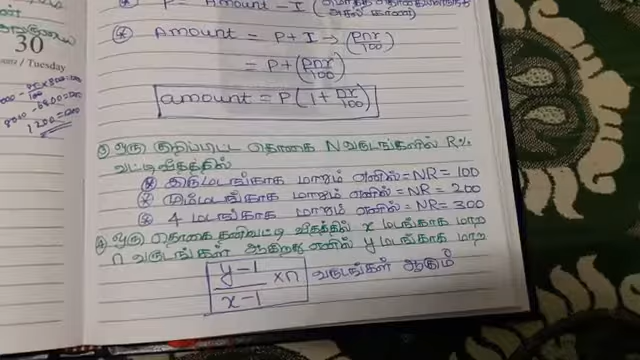 P = Amount - I
Amount = P + I → (pnr/100)
= P + (pnr/100)
amount = P (1 + nr/100)
30
/ Tuesday
ஒரு குறிப்பிட்ட தொகை N வருடங்களில் R%
வட்டிவீதத்தில்
இருமடங்காக மாறும் எனில் = NR = 100
மும்மடங்காக மாறும் எனில் = NR = 200
4 மடங்காக மாறும் எனில் = NR = 300
ஒரு தொகை தனிவட்டி வீதத்தில் x மடங்காக மாற
n வருடங்கள் ஆகிறது எனில் y மடங்காக மாற
y-1/x-1 × n வருடங்கள் ஆகும்